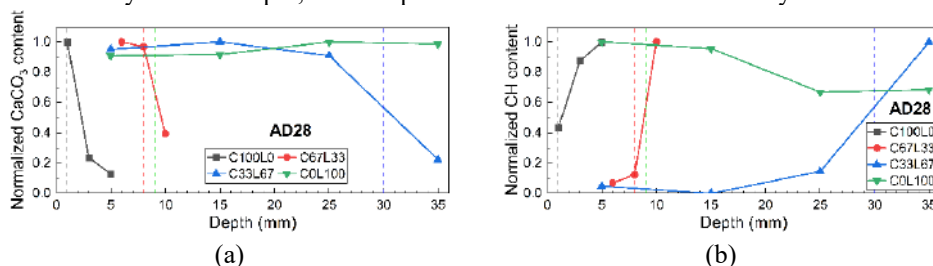 Normalized CaCO3 content
1.0
0.8
0.6
0.4
0.2
0.0
AD28
C100L0 C67L33
C33L67 C0L100
0 5 10 15 20 25 30 35
Depth (mm)
(a)
Normalized CH content
1.0
0.8
0.6
0.4
0.2
0.0
AD28
C100L0
C67L33
C33L67
C0L100
0 5 10 15 20 25 30 35
Depth (mm)
(b)